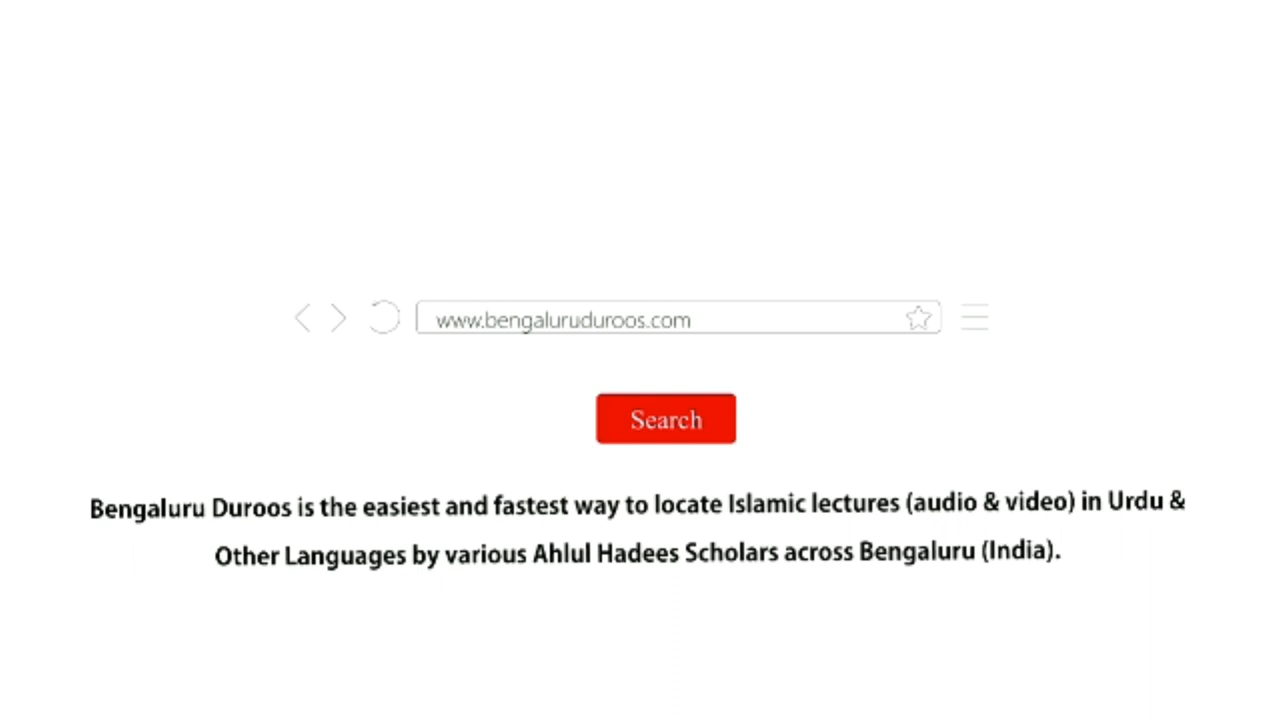 www.bengaluruduroos.com
Search
Bengaluru Duroos is the easiest and fastest way to locate Islamic lectures (audio & video) in Urdu &
Other Languages by various Ahlul Hadees Scholars across Bengaluru (India).